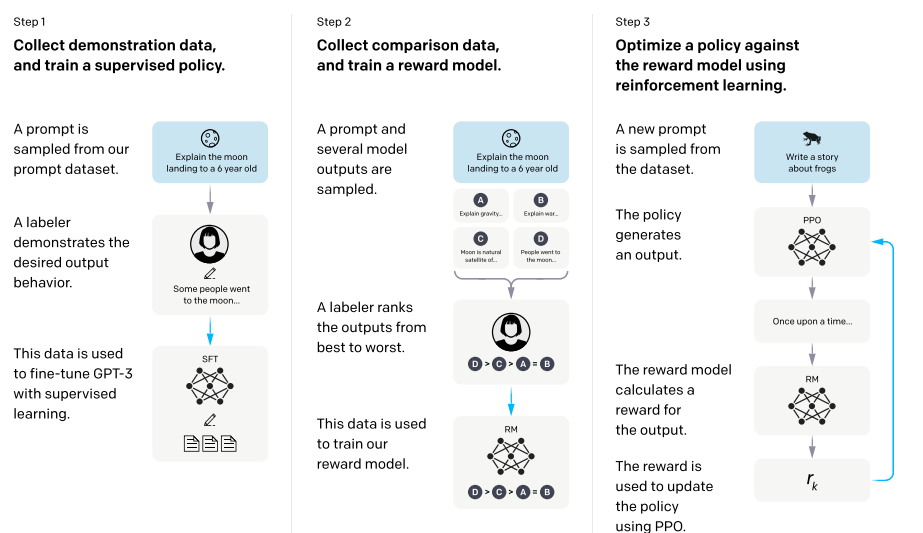 Step 1
Collect demonstration data,
and train a supervised policy.
A prompt is
sampled from our
prompt dataset.
Explain the moon
landing to a 6 year old
A labeler
demonstrates the
desired output
behavior.
Some people went
to the moon...
This data is used
to fine-tune GPT-3
with supervised
learning.
SFT
Step 2
Collect comparison data,
and train a reward model.
A prompt and
several model
outputs are
sampled.
Explain the moon
landing to a 6 year old
A
Explain gravity...
B
Explain war...
C
Moon is natural
satellite of...
D
People went to
the moon...
A labeler ranks
the outputs from
best to worst.
D > C > A = B
This data is used
to train our
reward model.
RM
D > C > A = B
Step 3
Optimize a policy against
the reward model using
reinforcement learning.
A new prompt
is sampled from
the dataset.
Write a story
about frogs
The policy
generates
an output.
PPO
Once upon a time...
The reward model
calculates a
reward for
the output.
RM
The reward is
used to update
the policy
using PPO.
r_k